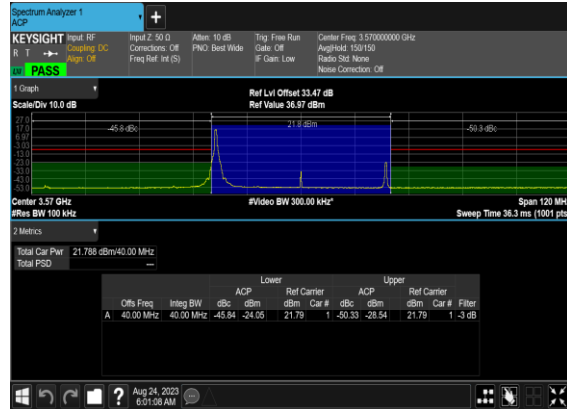 Spectrum Analyzer 1
ACP
+
KEYSIGHT Input: RF Input Z: 50 Ω Atten: 10 dB Trig: Free Run Center Freq: 3.570000000 GHz
R T Coupling: DC Corrections: Off PNO: Best Wide Gate: Off Avg|Hold: 150/150
Align: Off Freq Ref: Int (S) IF Gain: Low Radio Std: None
Noise Correction: Off
PASS
1 Graph Ref Lvl Offset 33.47 dB
Scale/Div 10.0 dB Ref Value 36.97 dBm
27.0
17.0 -45.8 dBc 21.8 dBm -50.3 dBc
6.97
-3.03
-13.0
-23.0
-33.0
-43.0
-53.0
Center 3.57 GHz #Video BW 300.00 kHz* Span 120 MH
#Res BW 100 kHz Sweep Time 36.3 ms (1001 pts
2 Metrics
Total Car Pwr 21.788 dBm/40.00 MHz
Total PSD ---
Lower Upper
ACP Ref Carrier ACP Ref Carrier
Offs Freq Integ BW dBc dBm dBm Car # dBc dBm dBm Car # Filter
A 40.00 MHz 40.00 MHz -45.84 -24.05 21.79 1 -50.33 -28.54 21.79 1 -3 dB
? Aug 24, 2023
6:01:08 AM